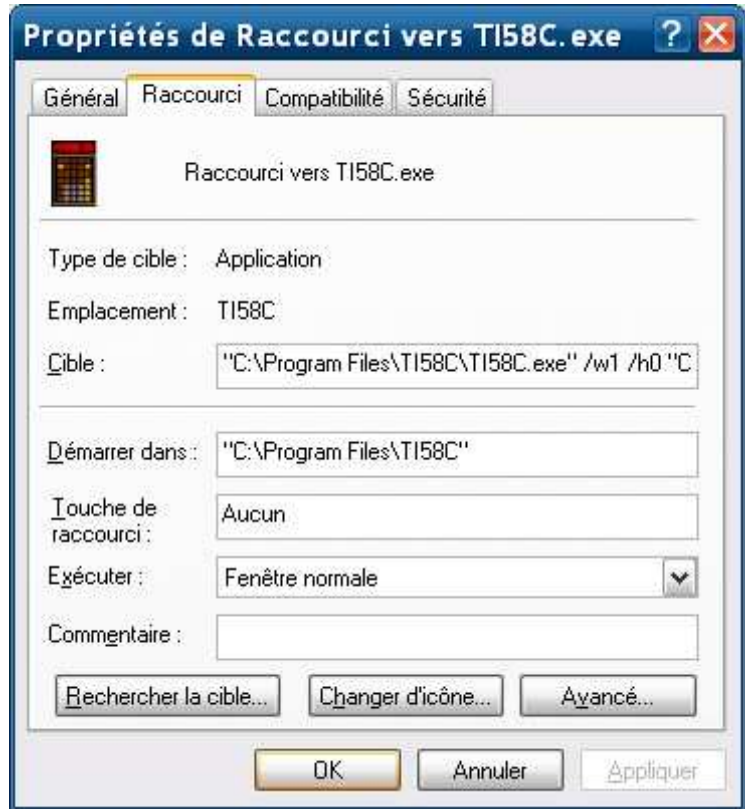 Propriétés de Raccourci vers TI58C.exe
Général Raccourci Compatibilité Sécurité
Raccourci vers TI58C.exe
Type de cible : Application
Emplacement : TI58C
Cible : "C:\Program Files\TI58C\TI58C.exe" /w1 /h0 "C
Démarrer dans : "C:\Program Files\TI58C"
Touche de
raccourci : Aucun
Exécuter : Fenêtre normale
Commentaire :
Rechercher la cible... Changer d'icône... Avancé...
OK Annuler Appliquer